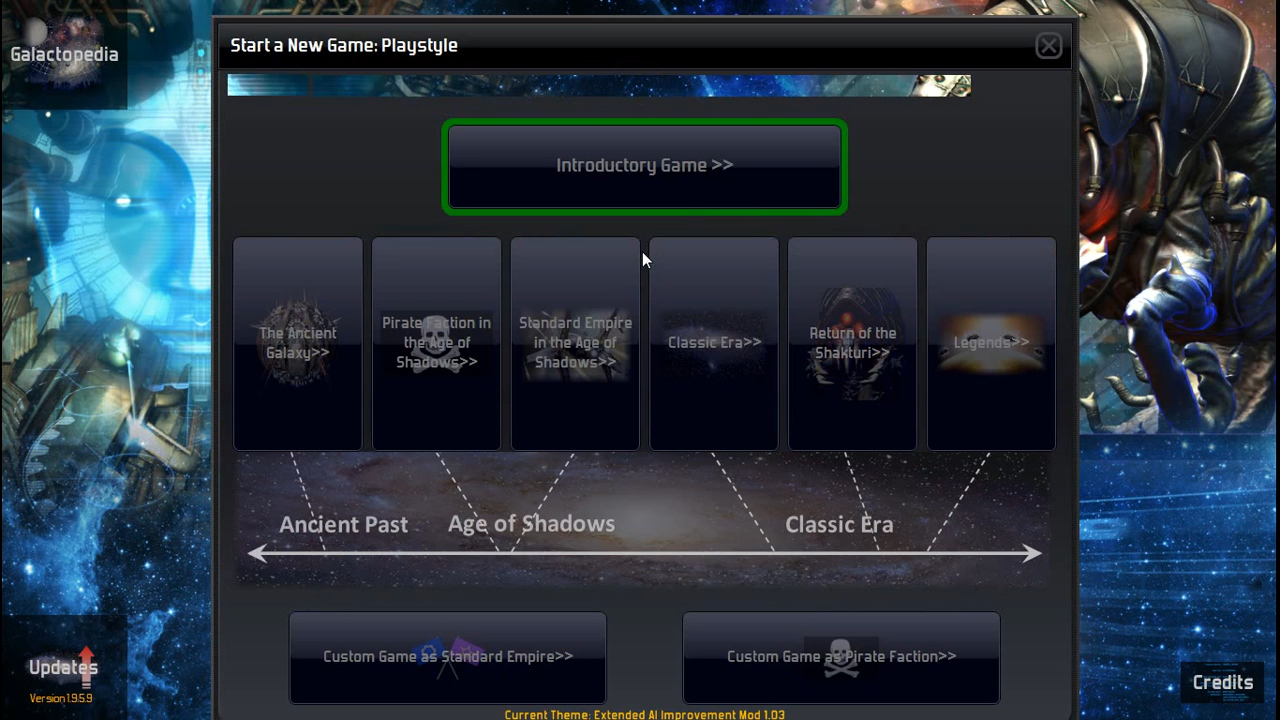 Galactopedia
Start a New Game: Playstyle
Introductory Game >>
The Ancient
Galaxy>>
Pirate Faction in
the Age of
Shadows>>
Standard Empire
in the Age of
Shadows>>
Classic Era>>
Return of the
Shakturi>>
Legends>>
Ancient Past
Age of Shadows
Classic Era
Custom Game as Standard Empire>>
Custom Game as Pirate Faction>>
Updates
Version 1.9.5.9
Credits
Current Theme: Extended AI Improvement Mod 1.03